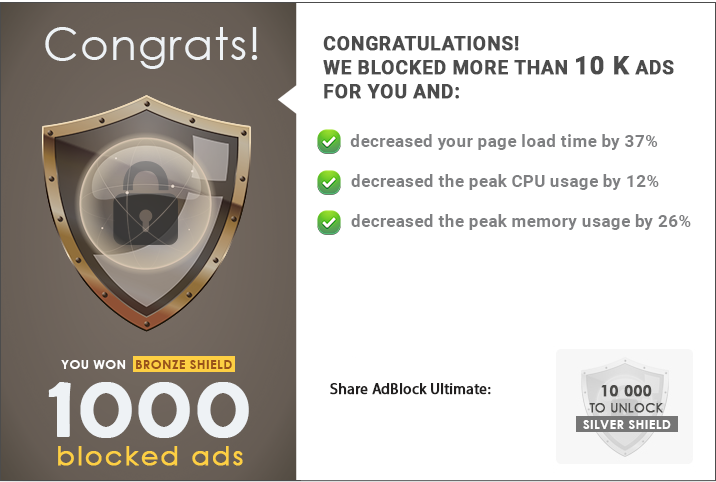 Congrats!
YOU WON BRONZE SHIELD
1000
blocked ads
CONGRATULATIONS!
WE BLOCKED MORE THAN 10 K ADS
FOR YOU AND:
decreased your page load time by 37%
decreased the peak CPU usage by 12%
decreased the peak memory usage by 26%
Share AdBlock Ultimate:
10 000
TO UNLOCK
SILVER SHIELD